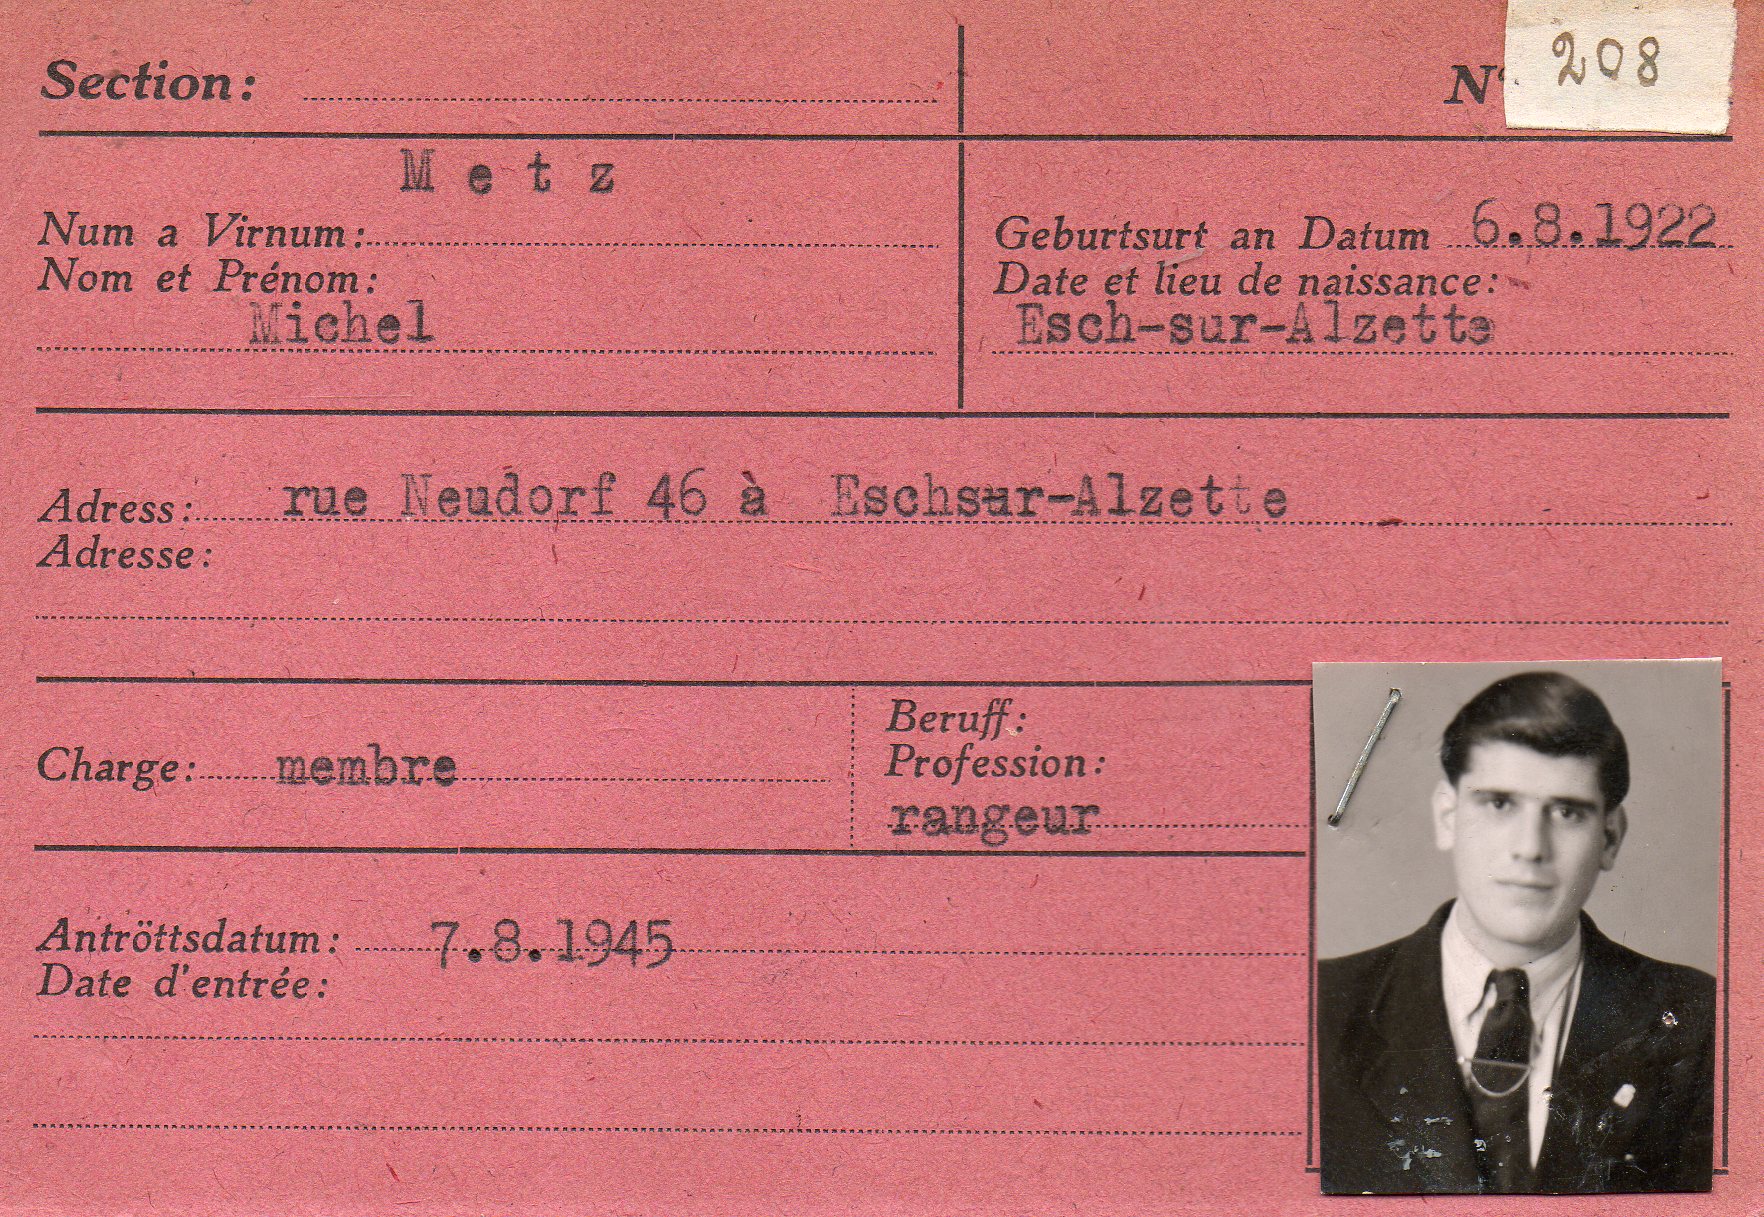 Section:
N° 208
Metz
Num a Virnum:
Nom et Prénom:
Michel
Geburtsurt an Datum 6.8.1922
Date et lieu de naissance:
Esch-sur-Alzette
Adress: rue Neudorf 46 à Eschsur-Alzette
Adresse:
Charge: membre
Beruff:
Profession:
rangeur
Antröttsdatum: 7.8.1945
Date d'entrée: